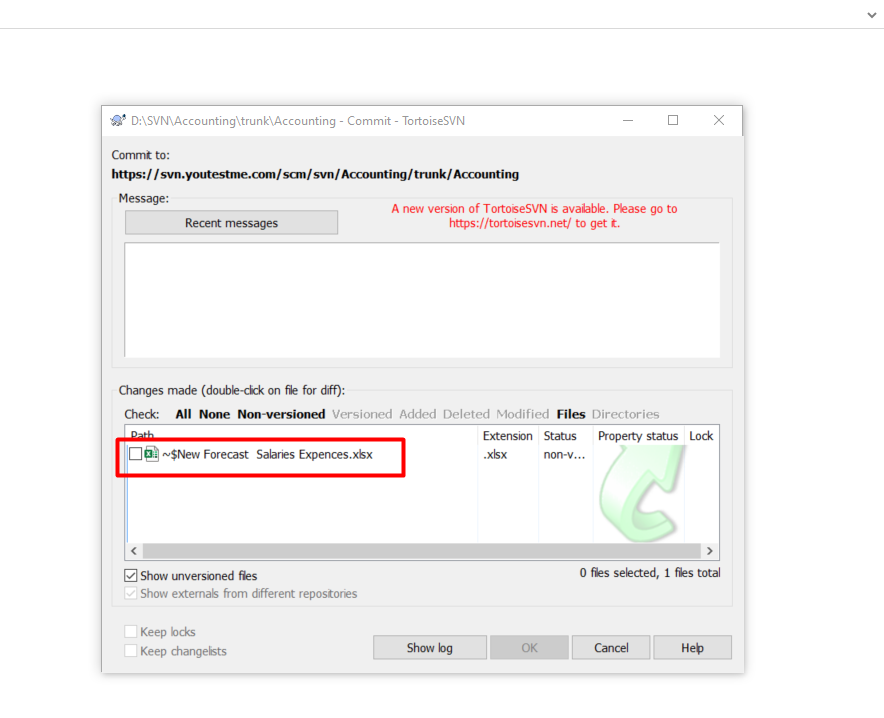 D:\SVN\Accounting\trunk\Accounting - Commit - TortoiseSVN
Commit to:
https://svn.youtestme.com/scm/svn/Accounting/trunk/Accounting
Message:
Recent messages
A new version of TortoiseSVN is available. Please go to
https://tortoisesvn.net/ to get it.
Changes made (double-click on file for diff):
Check: All None Non-versioned Versioned Added Deleted Modified Files Directories
Path Extension Status Property status Lock
~$New Forecast  Salaries Expences.xlsx .xlsx non-v...
Show unversioned files
0 files selected, 1 files total
Show externals from different repositories
Keep locks
Keep changelists
Show log OK Cancel Help